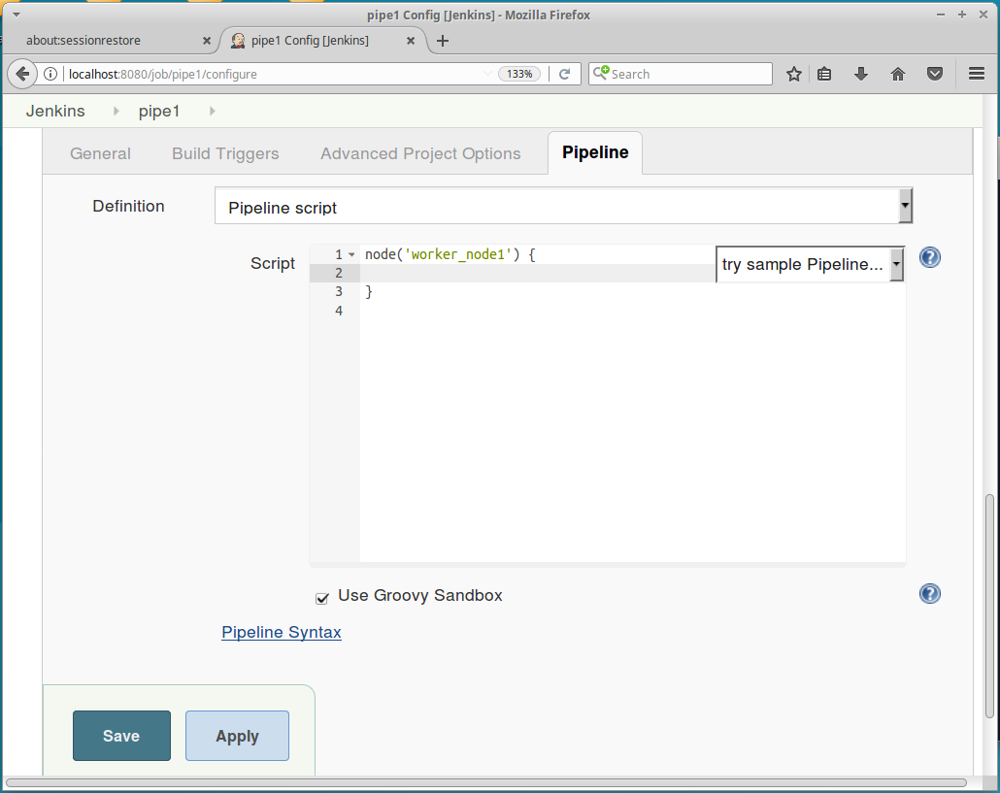 pipe1 Config [Jenkins] - Mozilla Firefox
about:sessionrestore
pipe1 Config [Jenkins]
localhost:8080/job/pipe1/configure
133%
Search
Jenkins
pipe1
General
Build Triggers
Advanced Project Options
Pipeline
Definition
Pipeline script
Script
1 node('worker_node1') {
try sample Pipeline...
2
3 }
4
Use Groovy Sandbox
Pipeline Syntax
Save
Apply